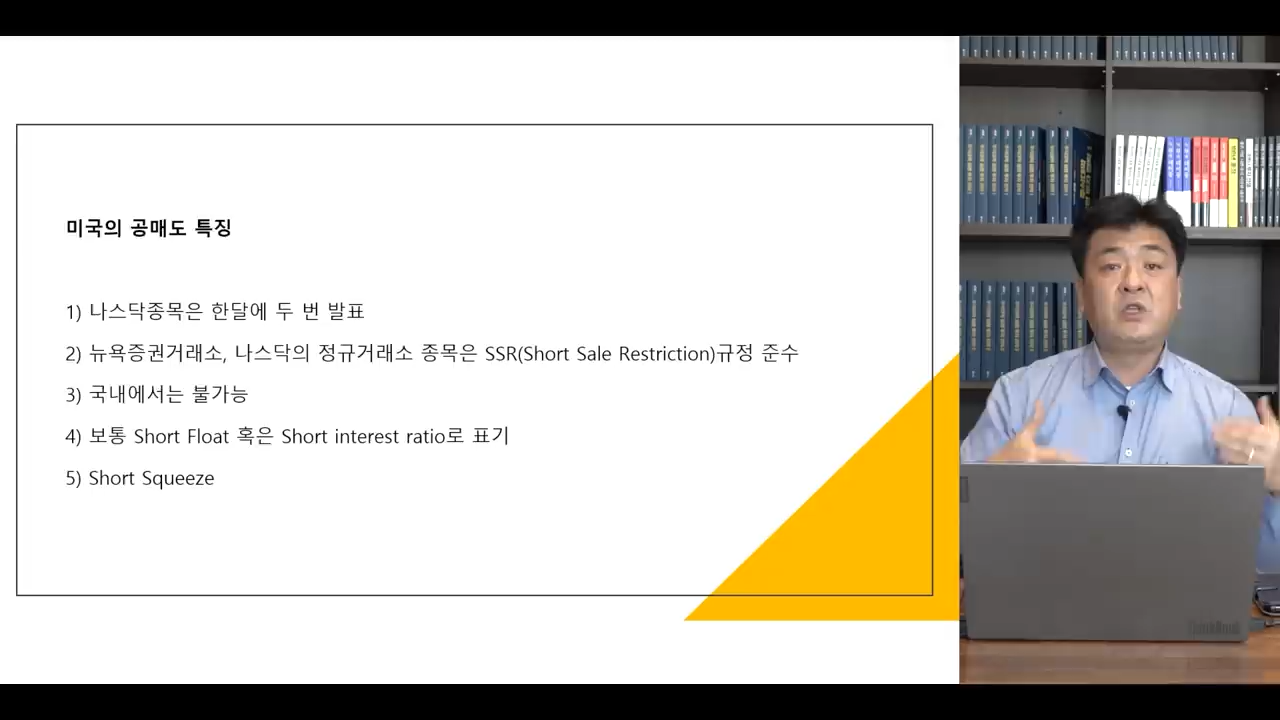 미국의 공매도 특징
1) 나스닥종목은 한달에 두 번 발표
2) 뉴욕증권거래소, 나스닥의 정규거래소 종목은 SSR(Short Sale Restriction)규정 준수
3) 국내에서는 불가능
4) 보통 Short Float 혹은 Short interest ratio로 표기
5) Short Squeeze